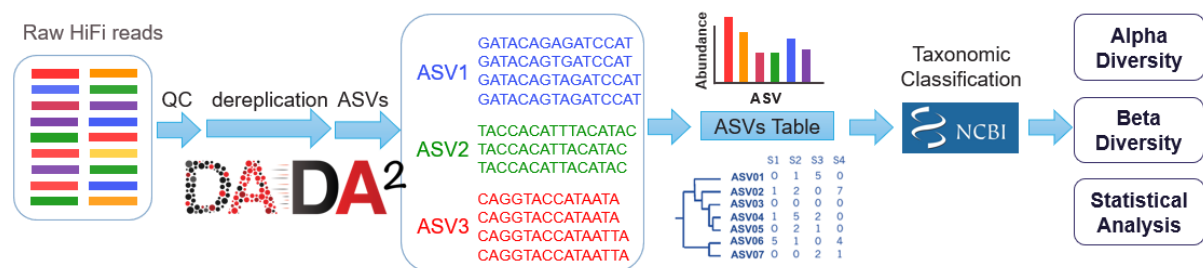 Raw HiFi reads
QC
dereplication
ASVs
DADA2
ASV1
GATACAGAGATCCAT
GATACAGTGATCCAT
GATACAGTAGATCCAT
GATACAGTAGATCCAT
ASV2
TACCACATTTACATAC
TACCACATTACATAC
TACCACATTACATAC
ASV3
CAGGTACCATAATA
CAGGTACCATAATA
CAGGTACCATAATTA
CAGGTACCATAATTA
Abundance
ASV
ASVs Table
S1 S2 S3 S4
ASV01 0 1 5 0
ASV02 1 2 0 7
ASV03 0 0 0 0
ASV04 1 5 2 0
ASV05 0 2 1 0
ASV06 5 1 0 4
ASV07 0 0 2 1
Taxonomic
Classification
NCBI
Alpha
Diversity
Beta
Diversity
Statistical
Analysis